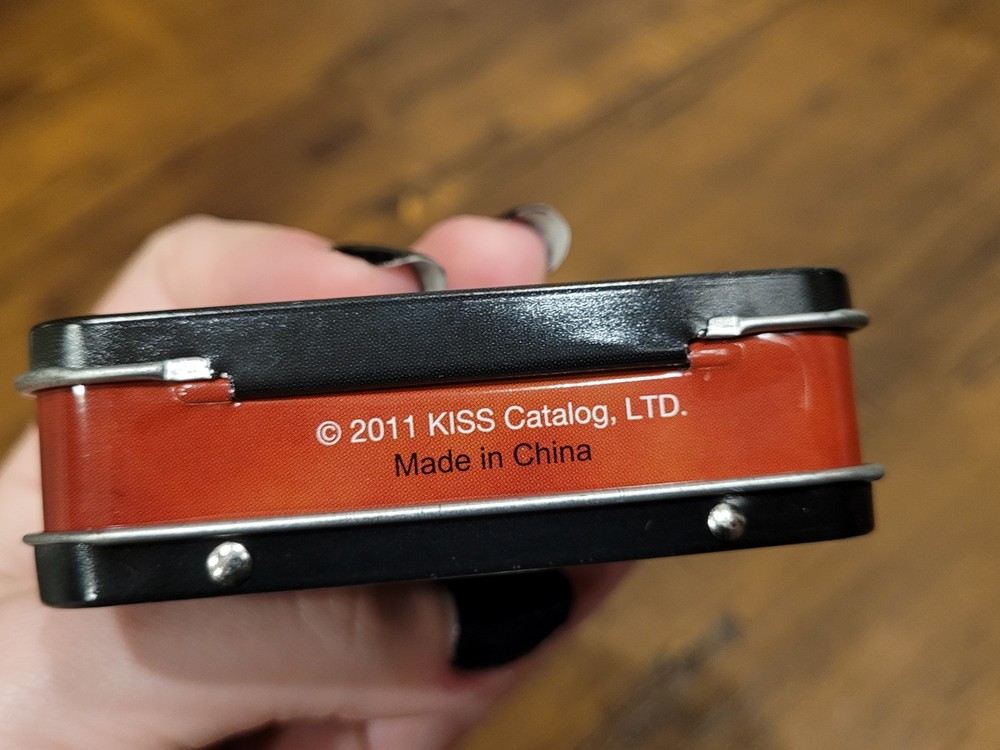 © 2011 KISS Catalog, LTD.
Made in China